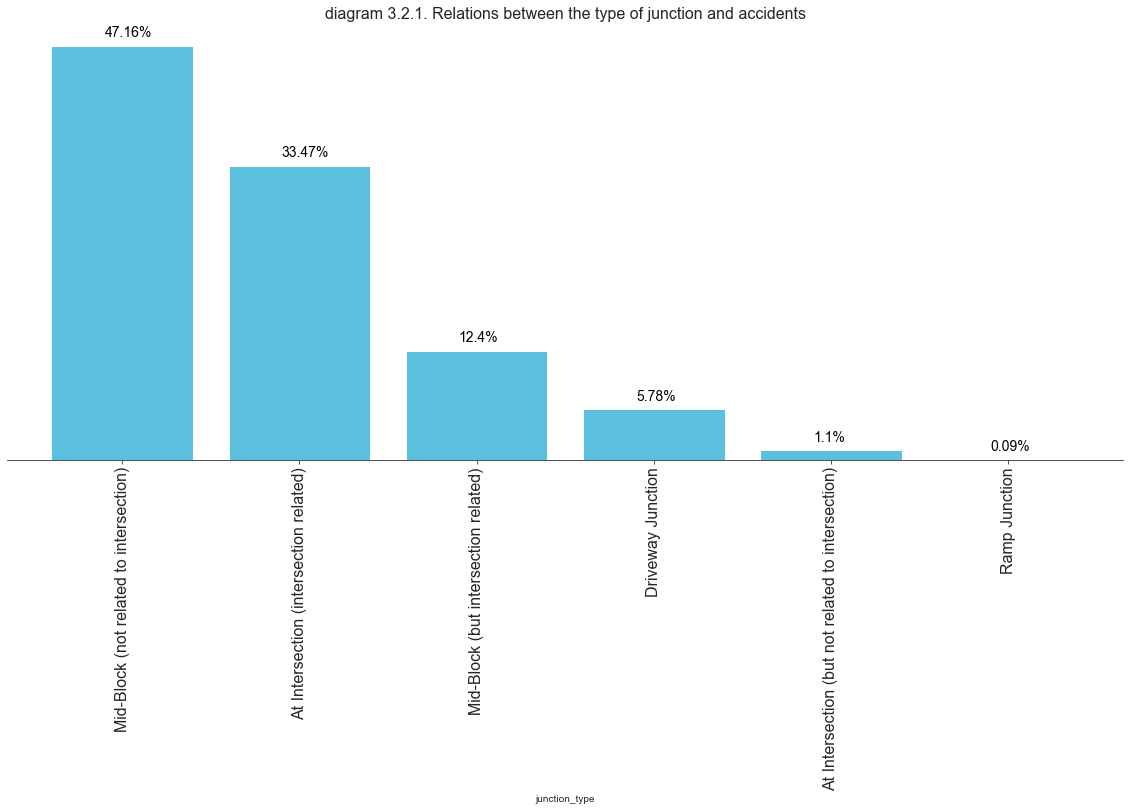 diagram 3.2.1. Relations between the type of junction and accidents
47.16%
33.47%
12.4%
5.78%
1.1%
0.09%
Mid-Block (not related to intersection)
At Intersection (intersection related)
Mid-Block (but intersection related)
Driveway Junction
At Intersection (but not related to intersection)
Ramp Junction
junction_type